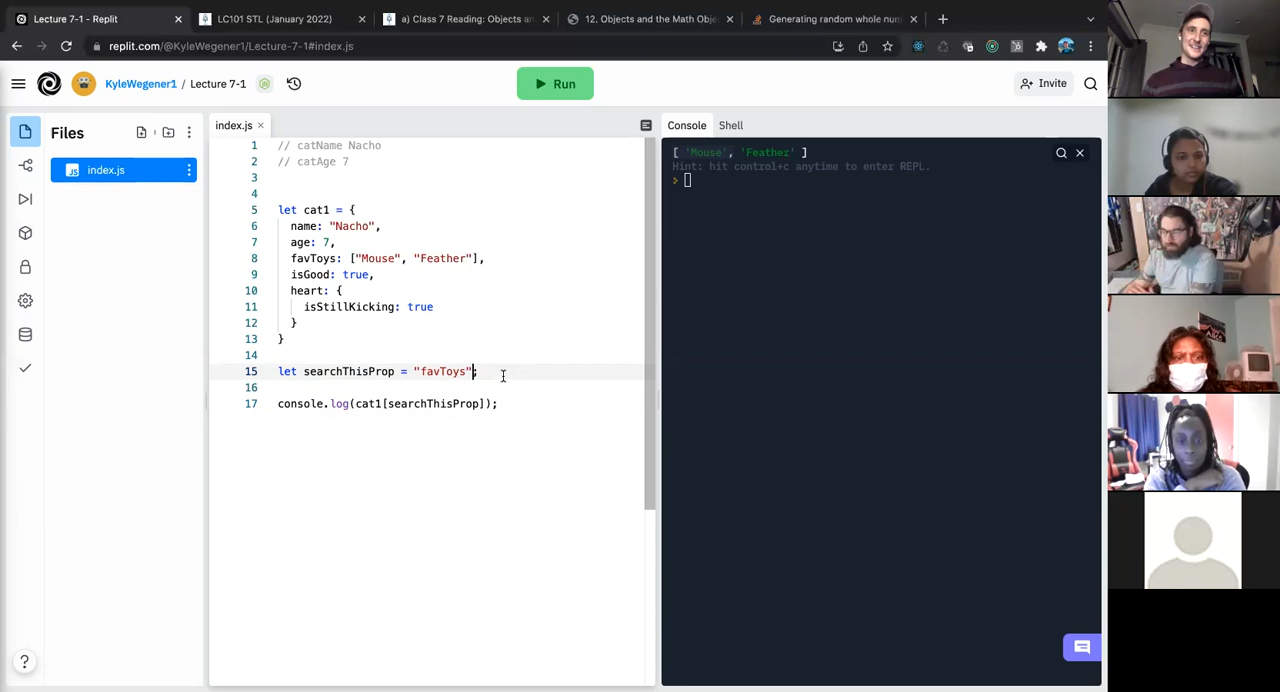 Lecture 7-1 - Replit
LC101 STL (January 2022)
a) Class 7 Reading: Objects an
12. Objects and the Math Obje
Generating random whole num
replit.com/@KyleWegener1/Lecture-7-1#index.js
KyleWegener1 / Lecture 7-1
Run
Invite
Files
index.js
index.js
1 // catName Nacho
2 // catAge 7
3
4
5 let cat1 = {
6 name: "Nacho",
7 age: 7,
8 favToys: ["Mouse", "Feather"],
9 isGood: true,
10 heart: {
11 isStillKicking: true
12 }
13 }
14
15 let searchThisProp = "favToys";
16
17 console.log(cat1[searchThisProp]);
Console Shell
[ 'Mouse', 'Feather' ]
Hint: hit control+c anytime to enter REPL.
>
?